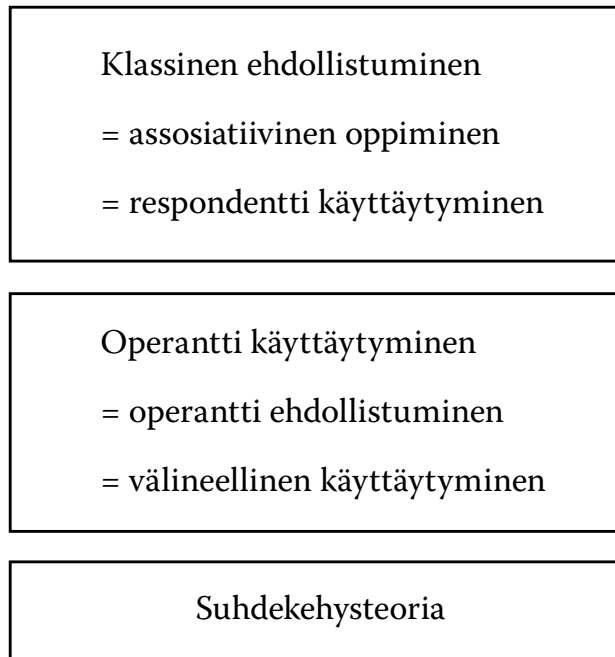 Klassinen ehdollistuminen
= assosiatiivinen oppiminen
= respondentti käyttäytyminen
Operantti käyttäytyminen
= operantti ehdollistuminen
= välineellinen käyttäytyminen
Suhdekehysteoria